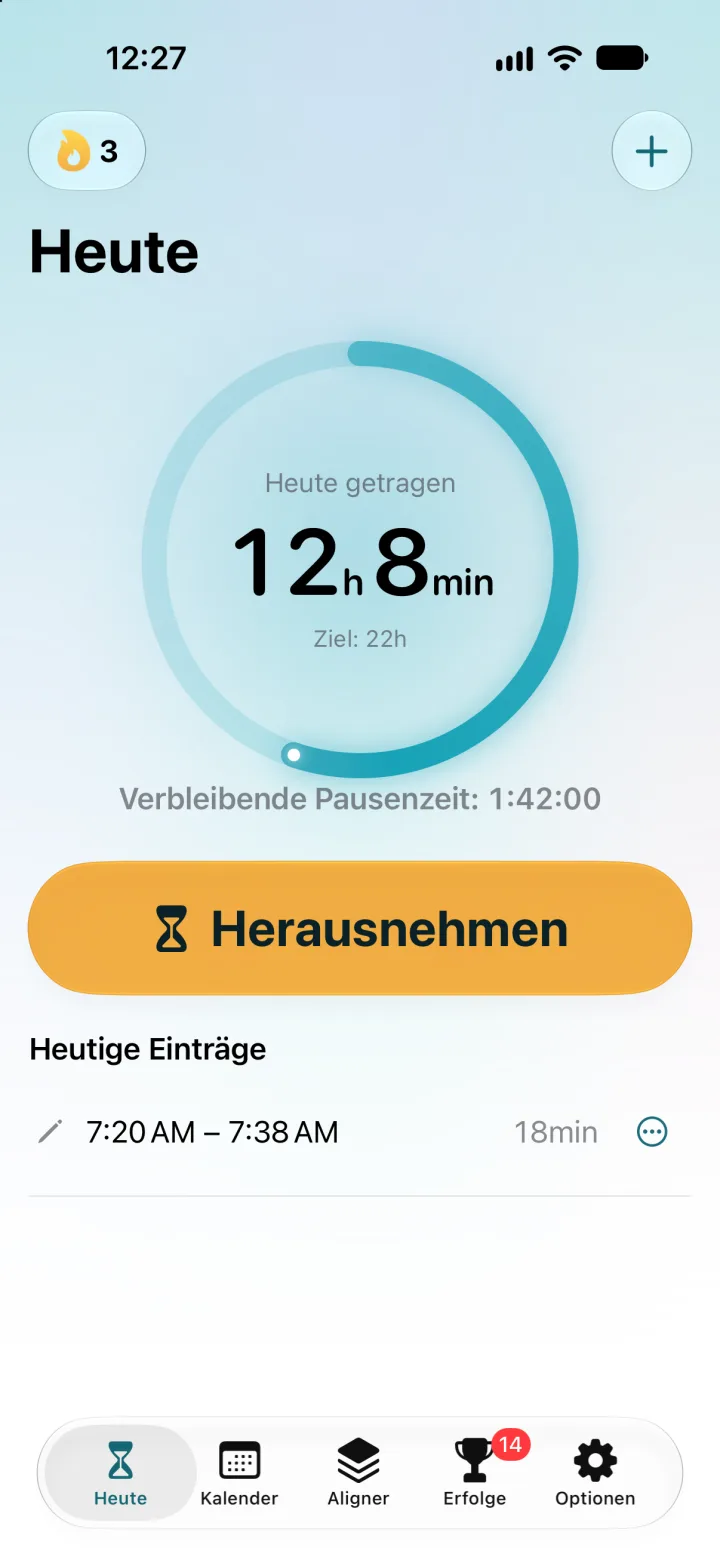 12:27
3
Heute
Heute getragen
12h 8min
Ziel: 22h
Verbleibende Pausenzeit: 1:42:00
Herausnehmen
Heutige Einträge
7:20 AM – 7:38 AM 18min
14
Heute Kalender Aligner Erfolge Optionen